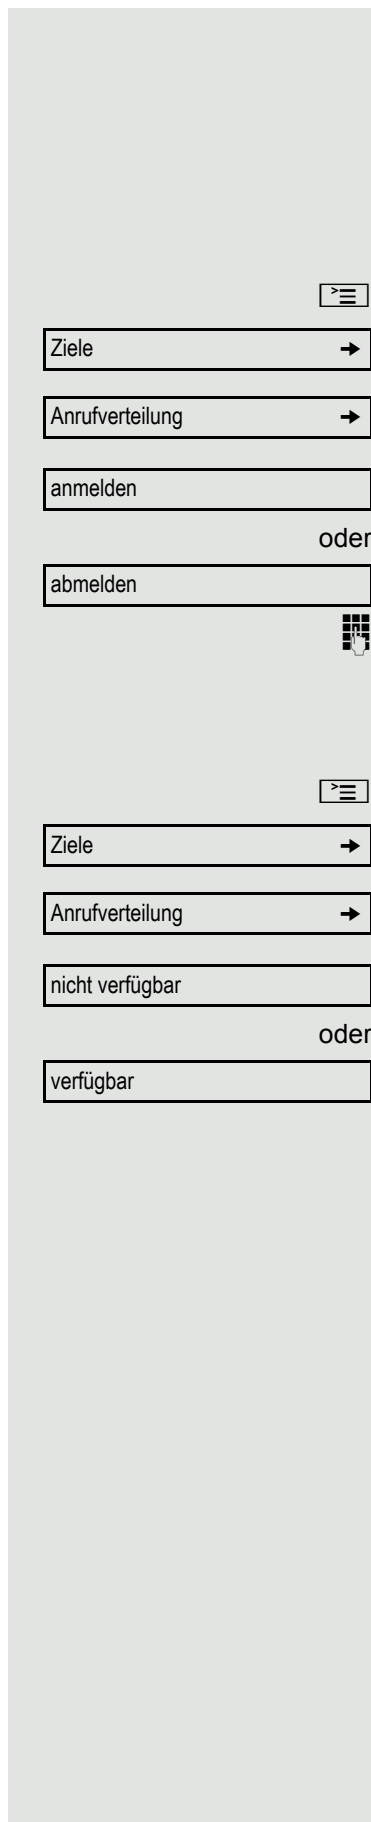 Ziele
Anrufverteilung
anmelden
oder
abmelden
Ziele
Anrufverteilung
nicht verfügbar
oder
verfügbar